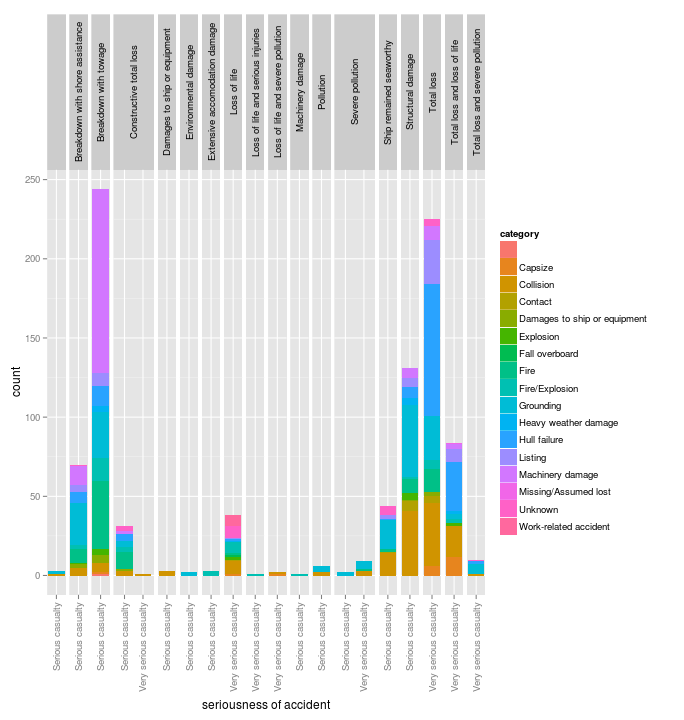 Breakdown with shore assistance
Breakdown with towage
Constructive total loss
Damages to ship or equipment
Environmental damage
Extensive accomodation damage
Loss of life
Loss of life and serious injuries
Loss of life and severe pollution
Machinery damage
Pollution
Severe pollution
Ship remained seaworthy
Structural damage
Total loss
Total loss and loss of life
Total loss and severe pollution
250
200
150
100
50
0
count
Serious casualty
Serious casualty
Serious casualty
Serious casualty
Very serious casualty
Serious casualty
Serious casualty
Serious casualty
Very serious casualty
Very serious casualty
Very serious casualty
Serious casualty
Serious casualty
Serious casualty
Very serious casualty
Serious casualty
Serious casualty
Very serious casualty
Very serious casualty
Very serious casualty
seriousness of accident
category
Capsize
Collision
Contact
Damages to ship or equipment
Explosion
Fall overboard
Fire
Fire/Explosion
Grounding
Heavy weather damage
Hull failure
Listing
Machinery damage
Missing/Assumed lost
Unknown
Work-related accident